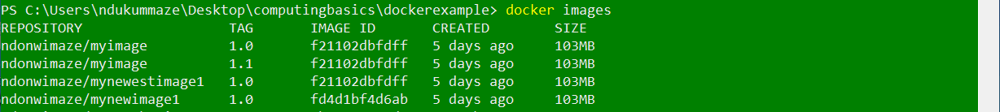 PS C:\Users\ndukummaze\Desktop\computingbasics\dockerexample> docker images
REPOSITORY TAG IMAGE ID CREATED SIZE
ndonwimaze/myimage 1.0 f21102dbfdff 5 days ago 103MB
ndonwimaze/myimage 1.1 f21102dbfdff 5 days ago 103MB
ndonwimaze/mynewestimage1 1.0 f21102dbfdff 5 days ago 103MB
ndonwimaze/mynewimage1 1.0 fd4d1bf4d6ab 5 days ago 103MB